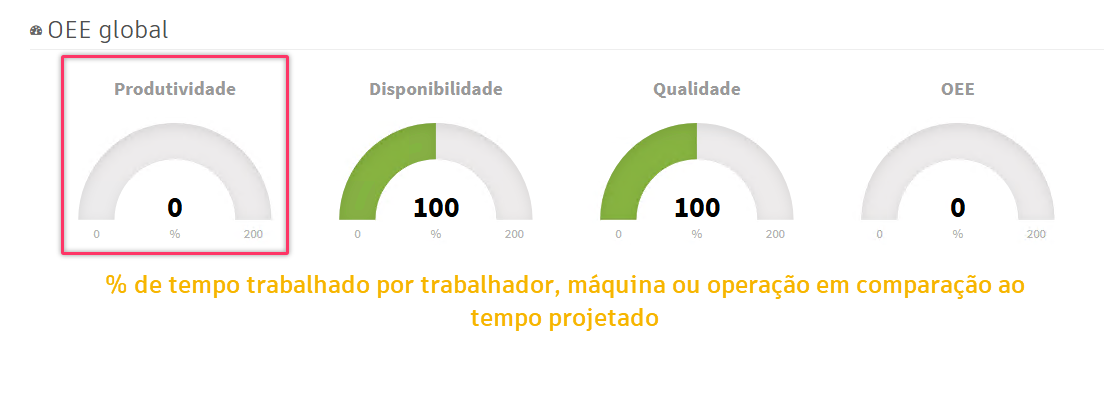 OEE global
Produtividade Disponibilidade Qualidade OEE
0 100 100 0
0 % 200 0 % 200 0 % 200 0 % 200
% de tempo trabalhado por trabalhador, máquina ou operação em comparação ao
tempo projetado